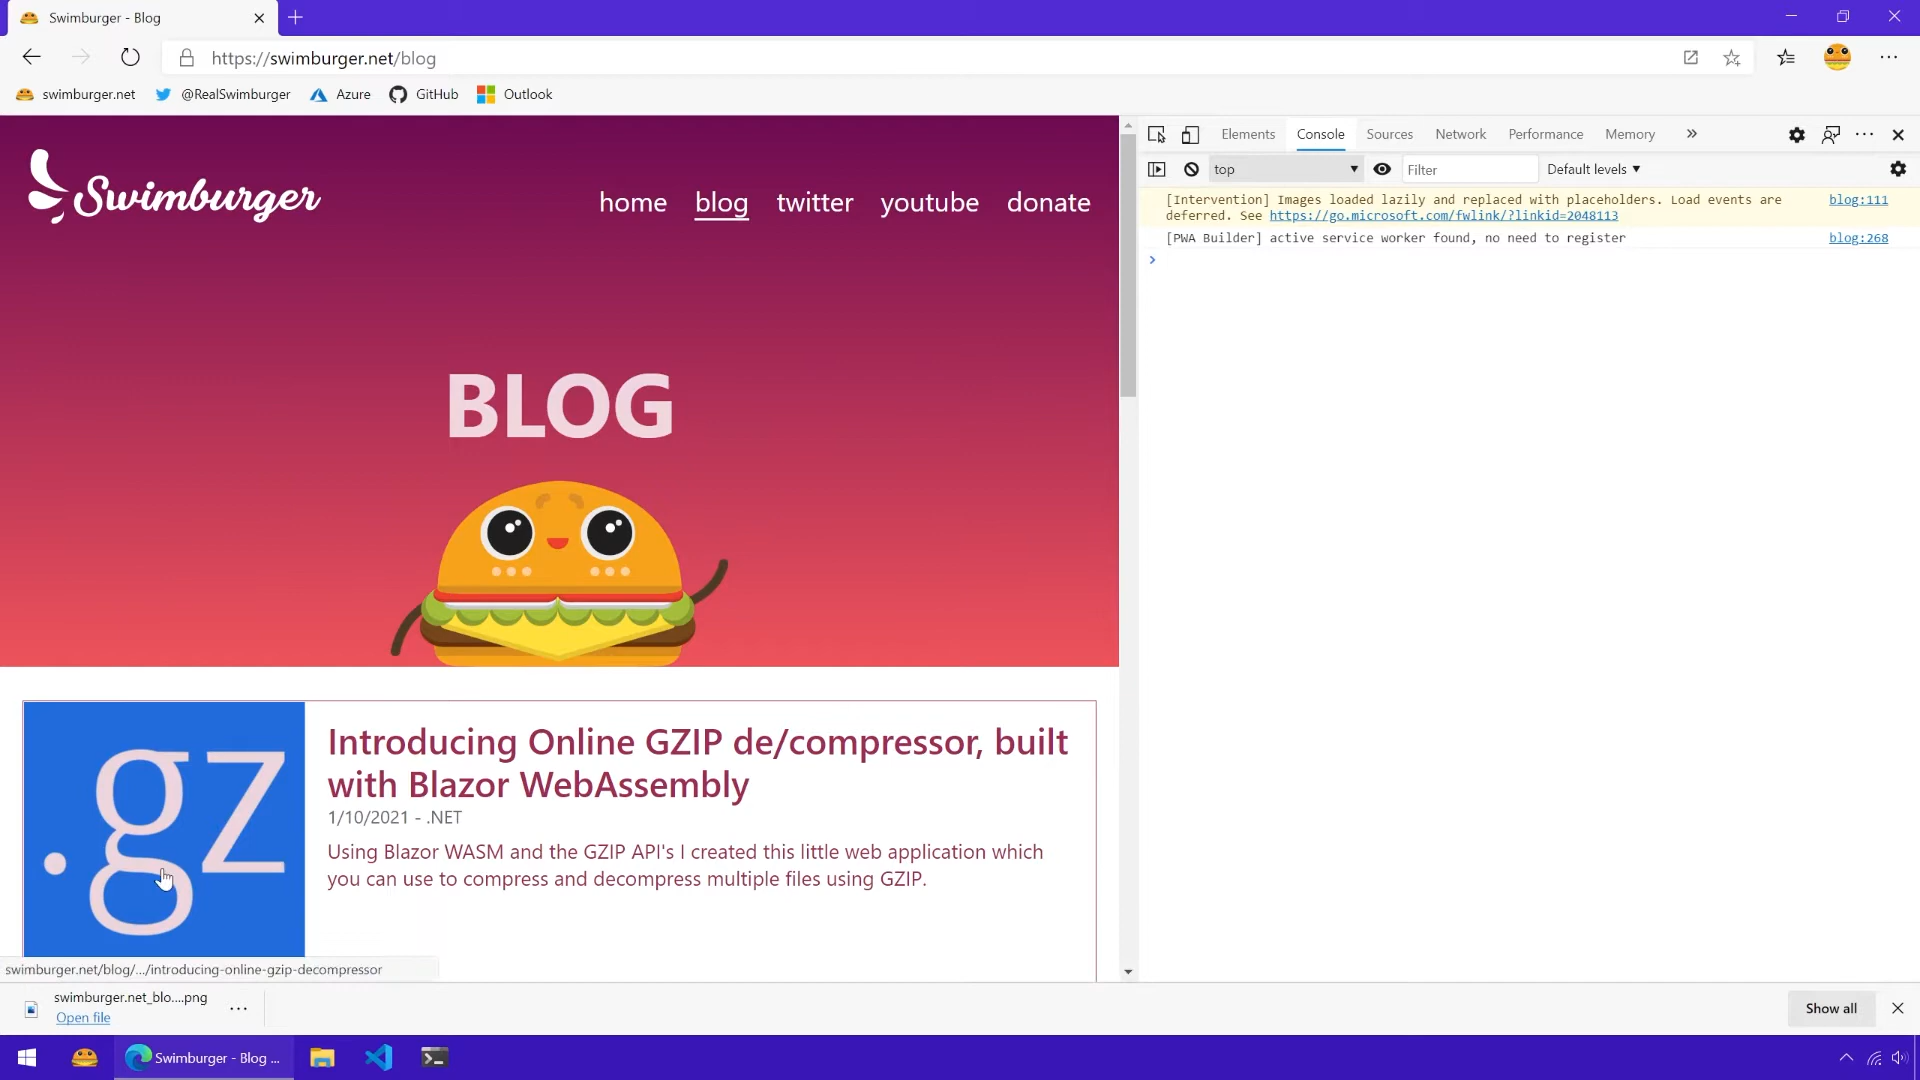 Swimburger - Blog
https://swimburger.net/blog
swimburger.net
@RealSwimburger
Azure
GitHub
Outlook
Swimburger
home
blog
twitter
youtube
donate
BLOG
.gz
Introducing Online GZIP de/compressor, built
with Blazor WebAssembly
1/10/2021 - .NET
Using Blazor WASM and the GZIP API's I created this little web application which
you can use to compress and decompress multiple files using GZIP.
swimburger.net/blog/.../introducing-online-gzip-decompressor
Elements
Console
Sources
Network
Performance
Memory
top
Filter
Default levels
[Intervention] Images loaded lazily and replaced with placeholders. Load events are
deferred. See https://go.microsoft.com/fwlink/?linkid=2048113
blog:111
[PWA Builder] active service worker found, no need to register
blog:268
swimburger.net_blo....png
Open file
Show all
Swimburger - Blog ...